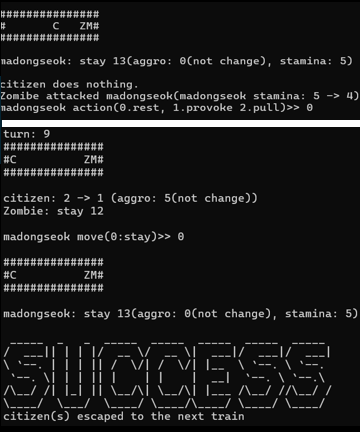 ###############
#       C   ZM#
###############
madongseok: stay 13(aggro: 0(not change), stamina: 5)
citizen does nothing.
Zombie attacked madongseok(madongseok stamina: 5 -> 4)
madongseok action(0.rest, 1.provoke 2.pull)>> 0
turn: 9
###############
#C          ZM#
###############
citizen: 2 -> 1 (aggro: 5(not change))
Zombie: stay 12
madongseok move(0:stay)>> 0
###############
#C          ZM#
###############
madongseok: stay 13(aggro: 0(not change), stamina: 5)
SUCCESS
citizen(s) escaped to the next train